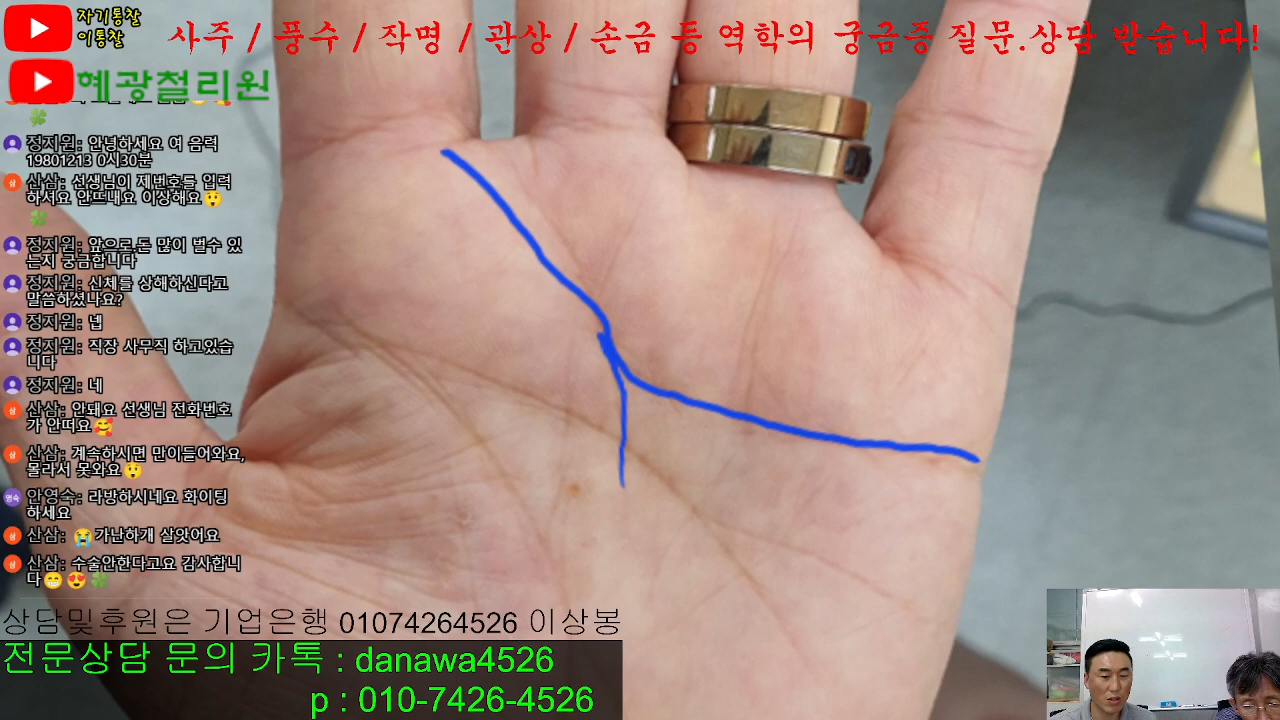 자기통찰
이통찰
사주 / 풍수 / 작명 / 관상 / 손금 등 역학의 궁금증 질문.상담 받습니다!
혜광철리원
정지원: 안녕하세요 여 음력
19801213 0시30분
산삼: 선생님이 제번호들 입력
하서요 안뜨내요 이상해요😲
🍀
정지원: 앞으로.돈 많이 벌수 있
는지 궁금합니다
정지원: 신체를 상해하신다고
말씀하셨나요?
정지원: 넵
정지원: 직장 사무직 하고있습
니다
정지원: 네
산삼: 안돼요 선생님 전화번호
가 안떠요🥰
산삼: 계속하시면 만이들어와요,
몰라서 못와요😲
안영숙: 라방하시네요 화이팅
하세요
산삼: 😭가난하개 살앗어요
산삼: 수술안한다고요 감사합니
다😁😍🍀
상담및후원은 기업은행 01074264526 이상봉
전문상담 문의 카톡 : danawa4526
p : 010-7426-4526